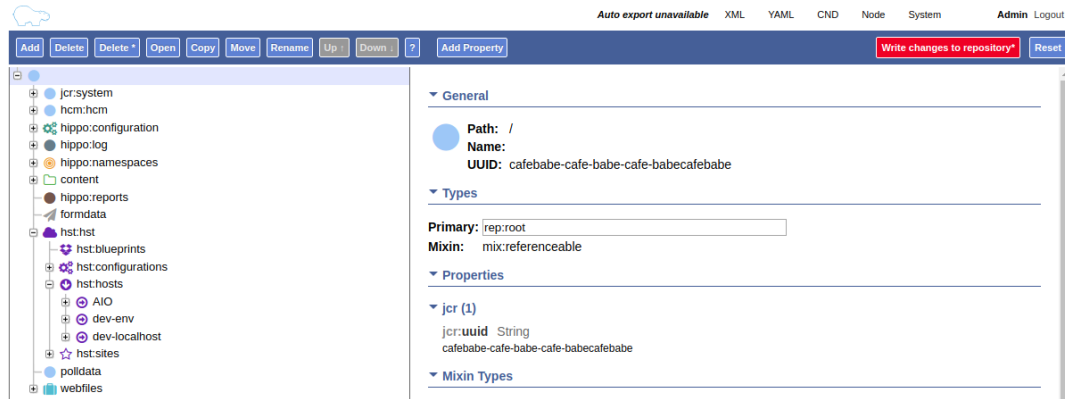 Auto export unavailable XML YAML CND Node System Admin Logout
Add Delete Delete * Open Copy Move Rename Up ↑ Down ↓ ? Add Property Write changes to repository* Reset
jcr:system
hcm:hcm
hippo:configuration
hippo:log
hippo:namespaces
content
hippo:reports
formdata
hst:hst
hst:blueprints
hst:configurations
hst:hosts
AIO
dev-env
dev-localhost
hst:sites
polldata
webfiles
General
Path: /
Name:
UUID: cafebabe-cafe-babe-cafe-babecafebabe
Types
Primary: rep:root
Mixin: mix:referenceable
Properties
jcr (1)
jcr:uuid String
cafebabe-cafe-babe-cafe-babecafebabe
Mixin Types